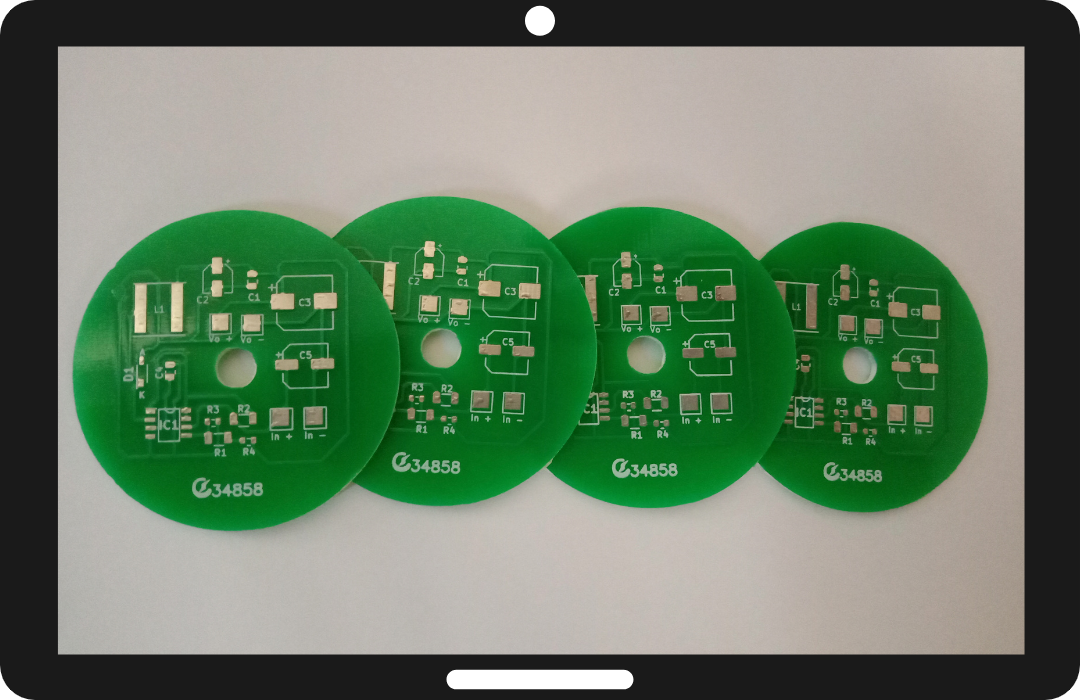 C2 C1 C3
L1
Vo + Vo -
D1 C4 C5
K
R3 R2
IC1 In + In -
R1 R4
34858
C2 C1 C3
Vo + Vo -
C5
R3 R2
In + In -
R1 R4
34858
C2 C1 C3
Vo + Vo -
C5
R3 R2
C1 In + In -
R1 R4
34858
C2 C1 C3
L1
Vo + Vo -
C5
R3 R2
IC1 In + In -
R1 R4
34858